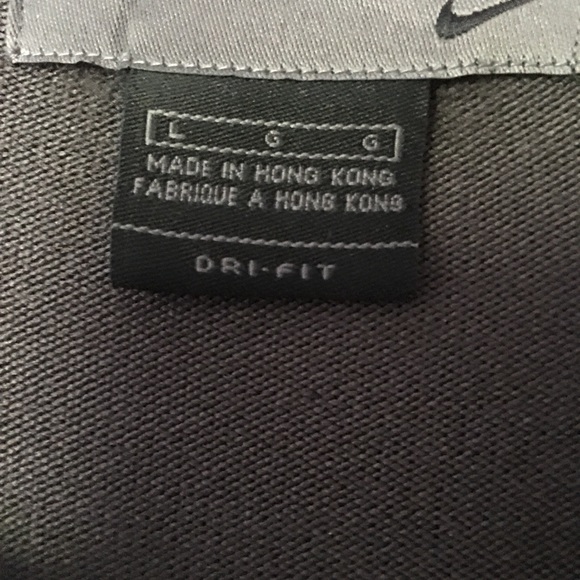 L G G
MADE IN HONG KONG
FABRIQUE A HONG KONG
DRI-FIT